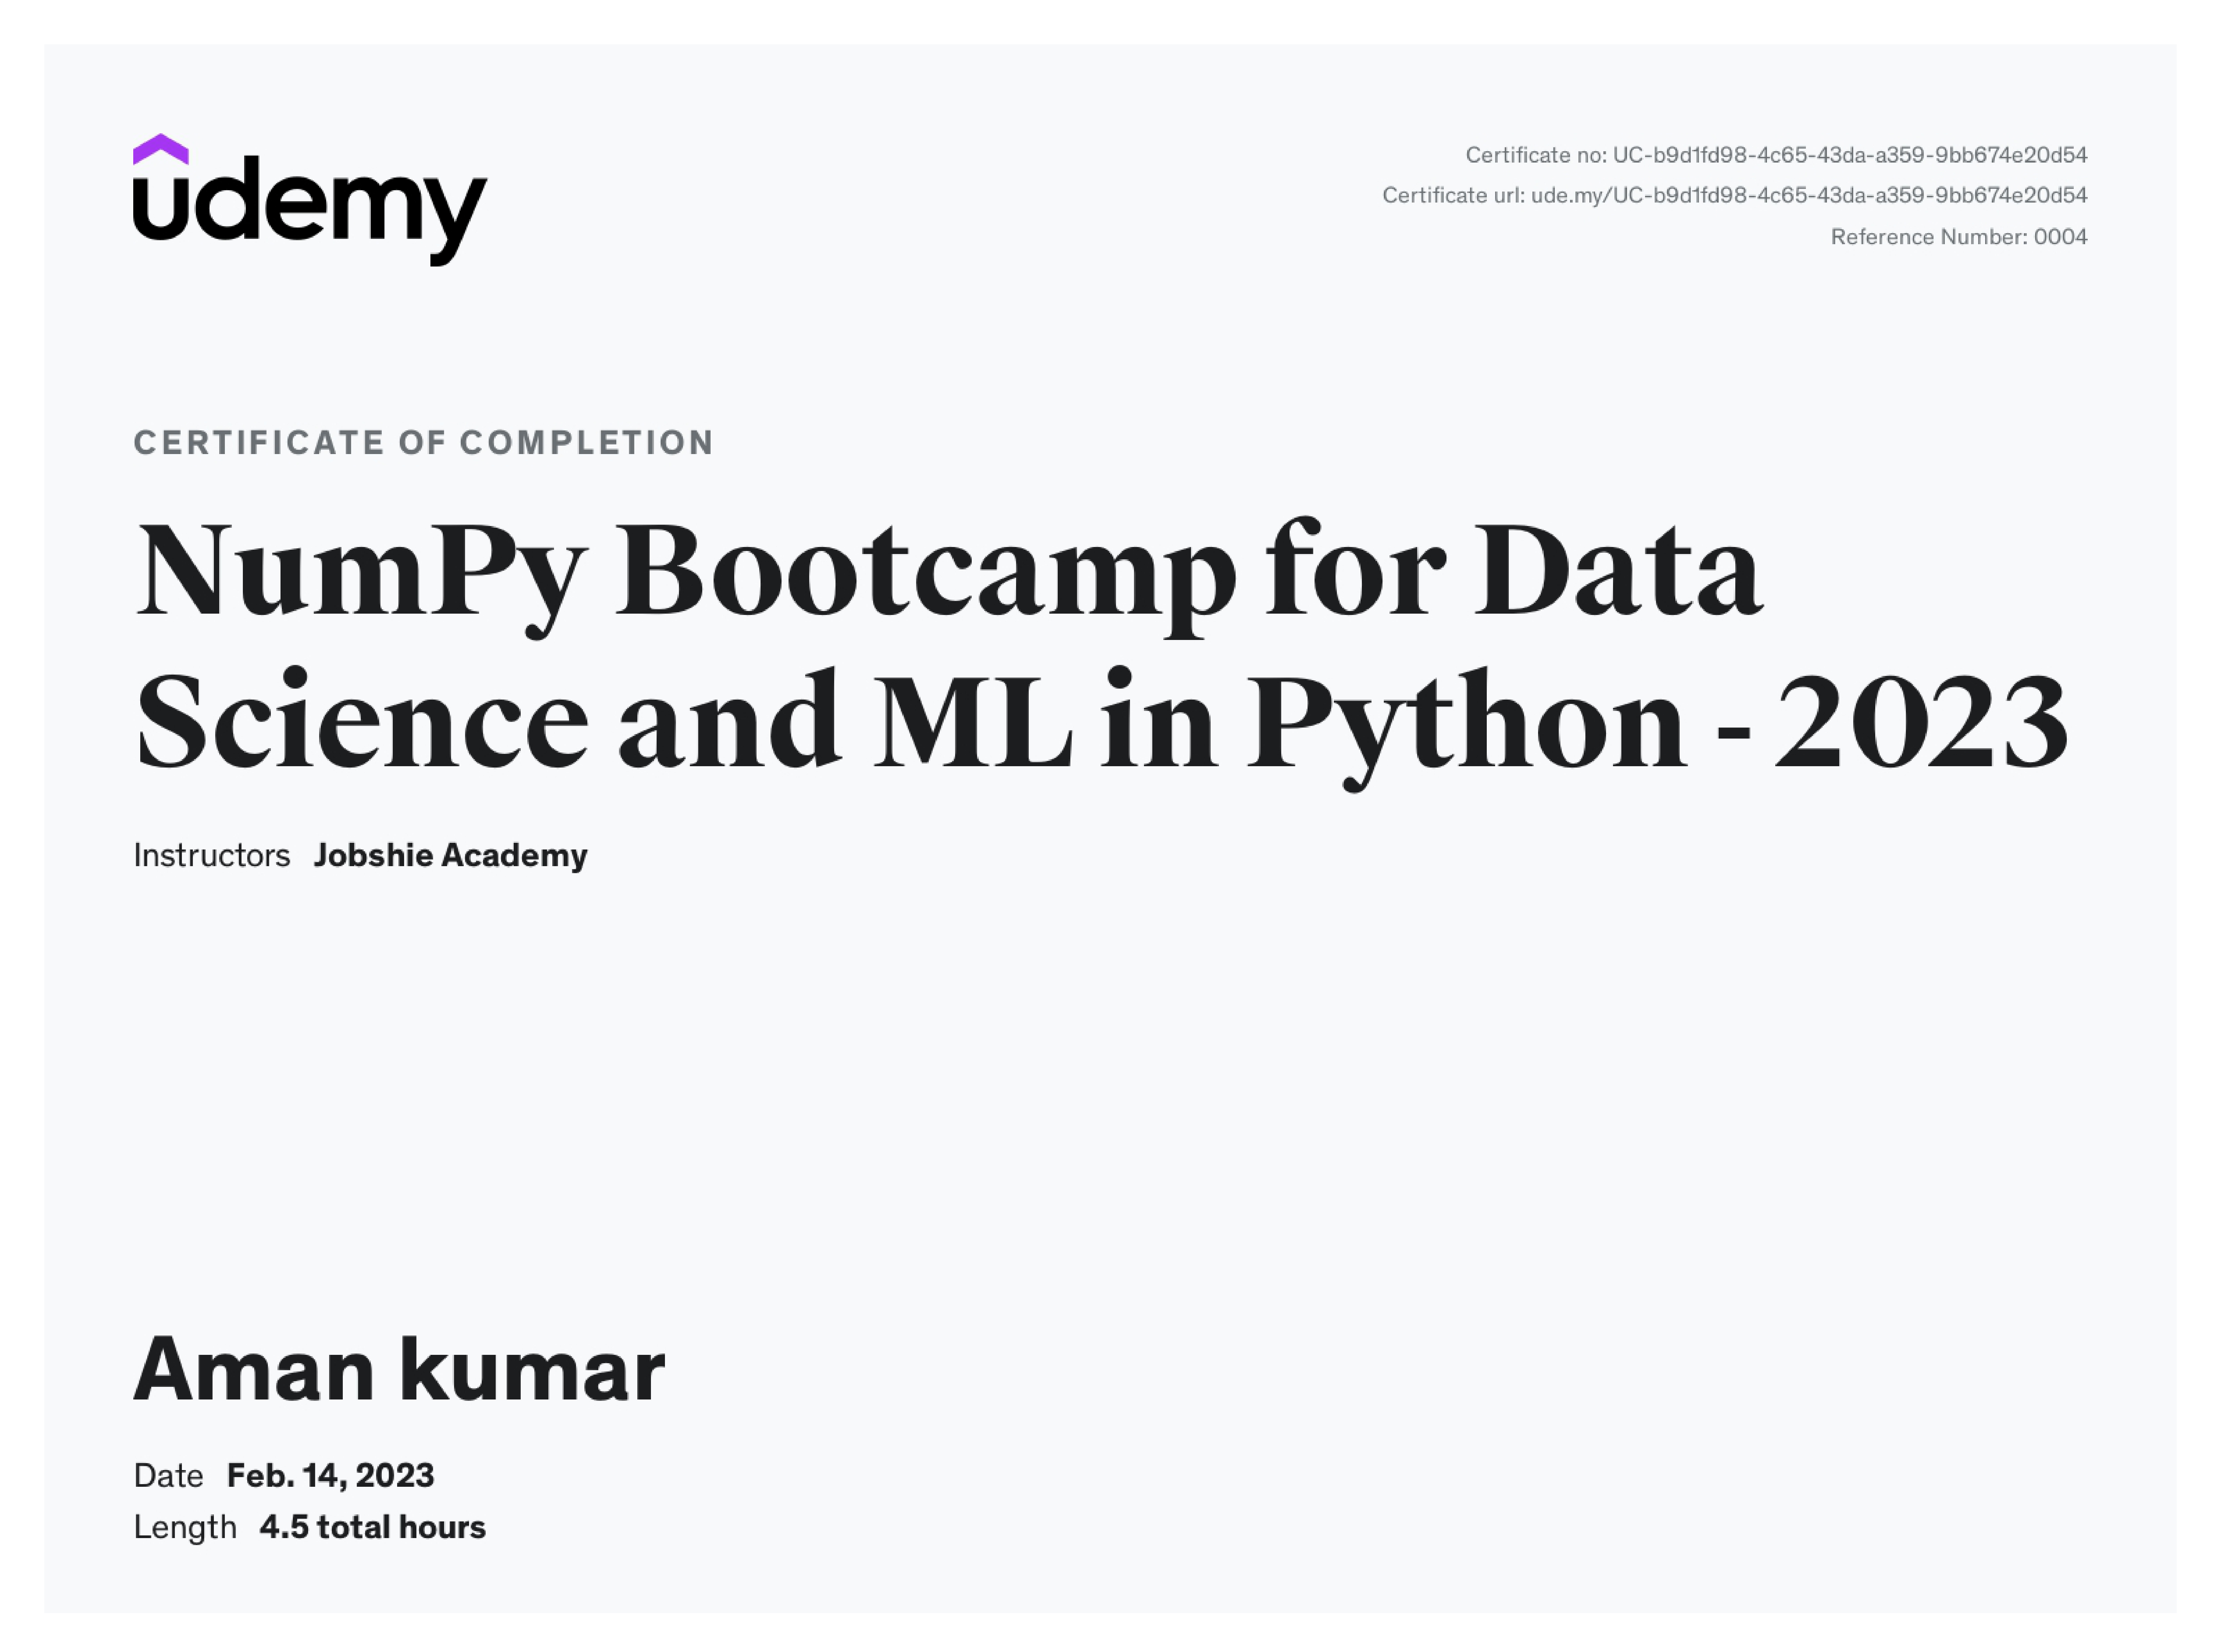 udemy
Certificate no: UC-b9d1fd98-4c65-43da-a359-9bb674e20d54
Certificate url: ude.my/UC-b9d1fd98-4c65-43da-a359-9bb674e20d54
Reference Number: 0004
CERTIFICATE OF COMPLETION
NumPy Bootcamp for Data
Science and ML in Python - 2023
Instructors Jobshie Academy
Aman kumar
Date Feb. 14, 2023
Length 4.5 total hours